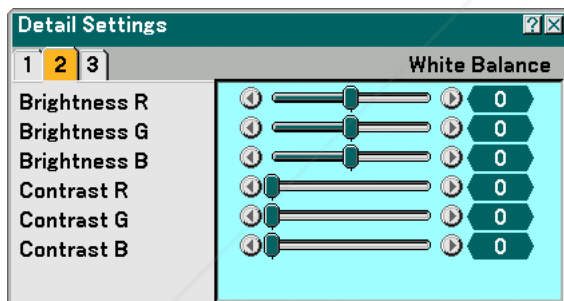 Detail Settings ?
1 2 3 White Balance
Brightness R 0
Brightness G 0
Brightness B 0
Contrast R 0
Contrast G 0
Contrast B 0